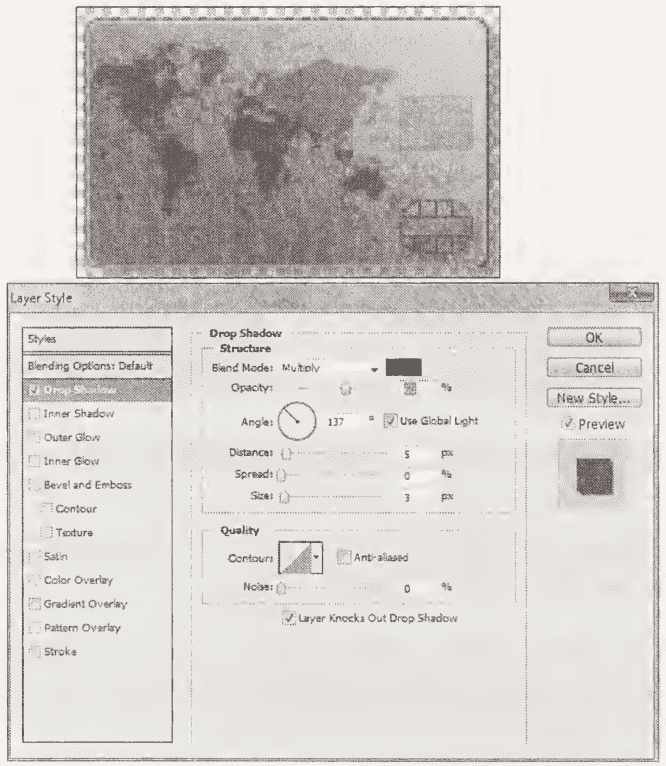 Layer Style
Styles
Blending Options: Default
Drop Shadow
Inner Shadow
Outer Glow
Inner Glow
Bevel and Emboss
Contour
Texture
Satin
Color Overlay
Gradient Overlay
Pattern Overlay
Stroke
Drop Shadow
Structure
Blend Mode: Multiply
Opacity: %
Angle: 137 ° Use Global Light
Distance: 5 px
Spread: 0 %
Size: 3 px
Quality
Contour: Anti-aliased
Noise: 0 %
Layer Knocks Out Drop Shadow
OK
Cancel
New Style...
Preview